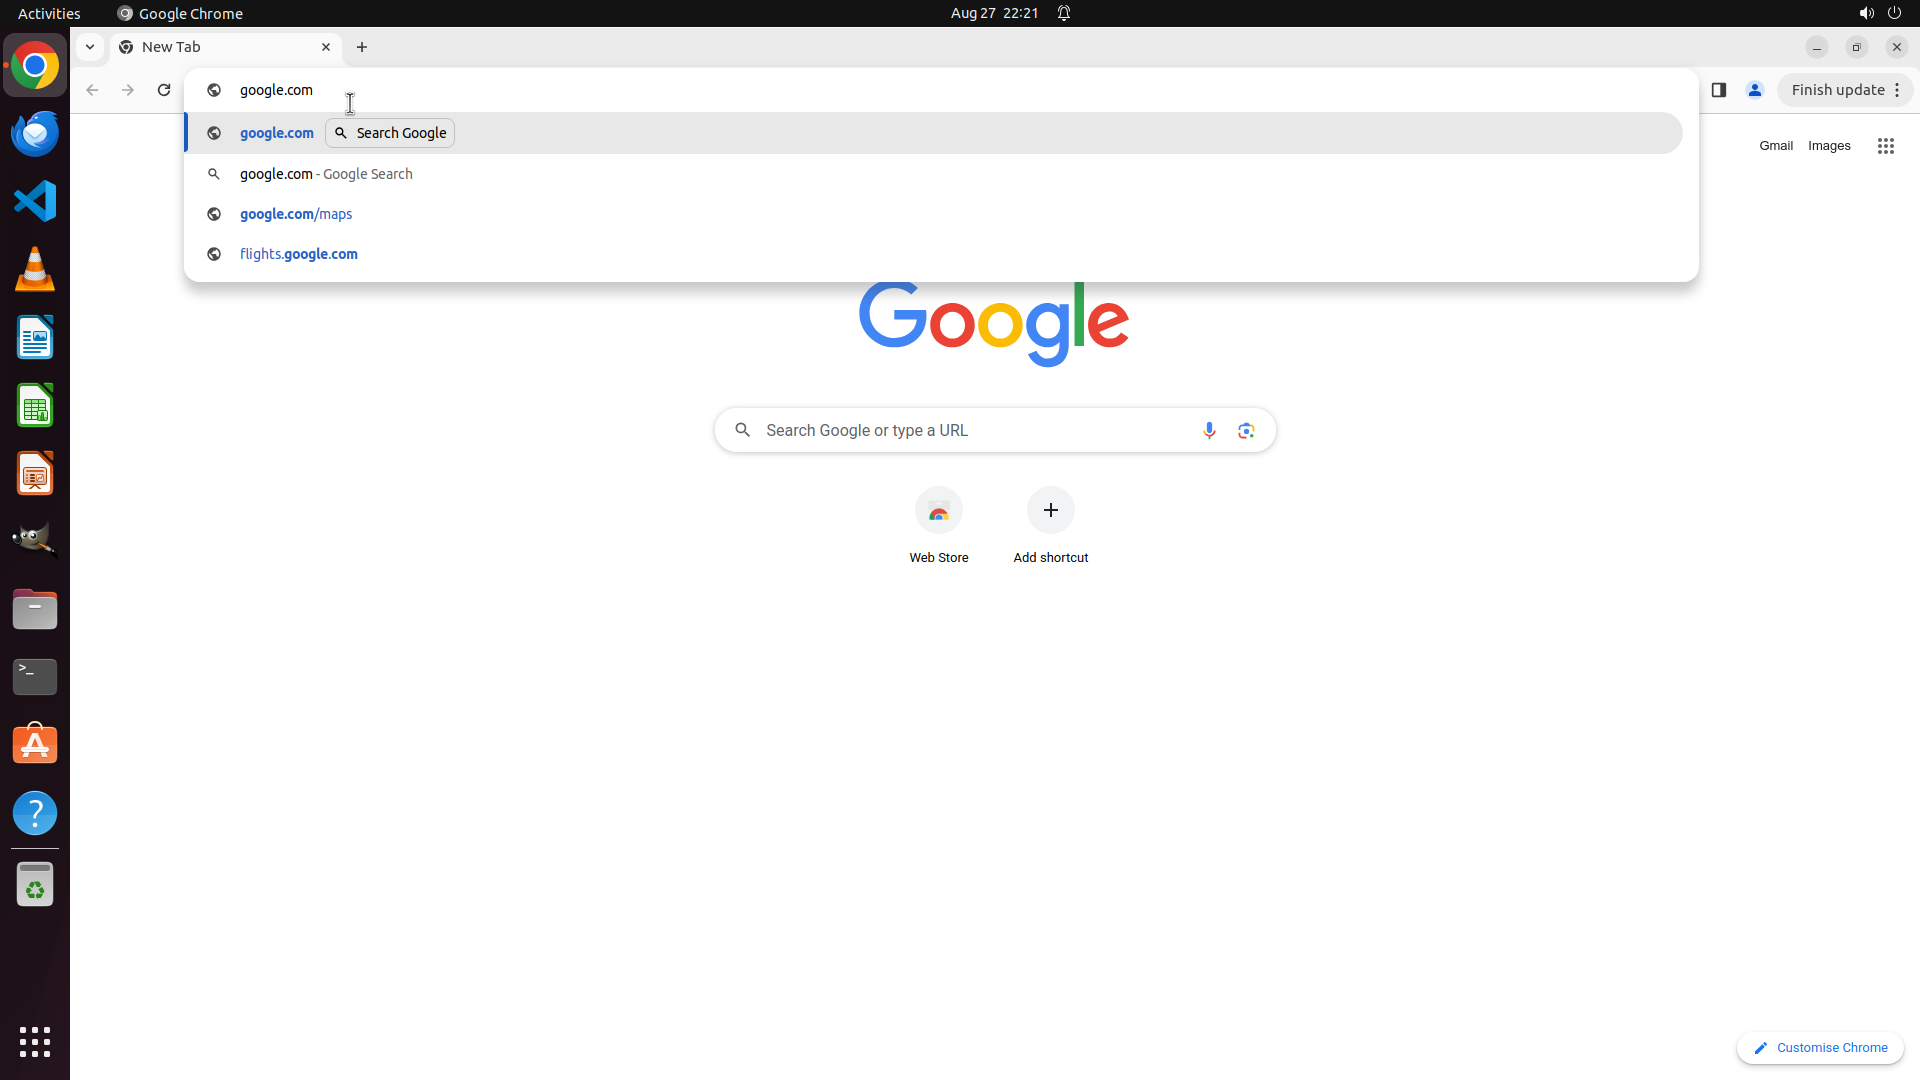 Activities
Google Chrome
Aug 27 22:21
New Tab
google.com
Finish update
google.com Search Google
google.com - Google Search
google.com/maps
flights.google.com
Gmail Images
Google
Search Google or type a URL
Web Store
Add shortcut
Customise Chrome